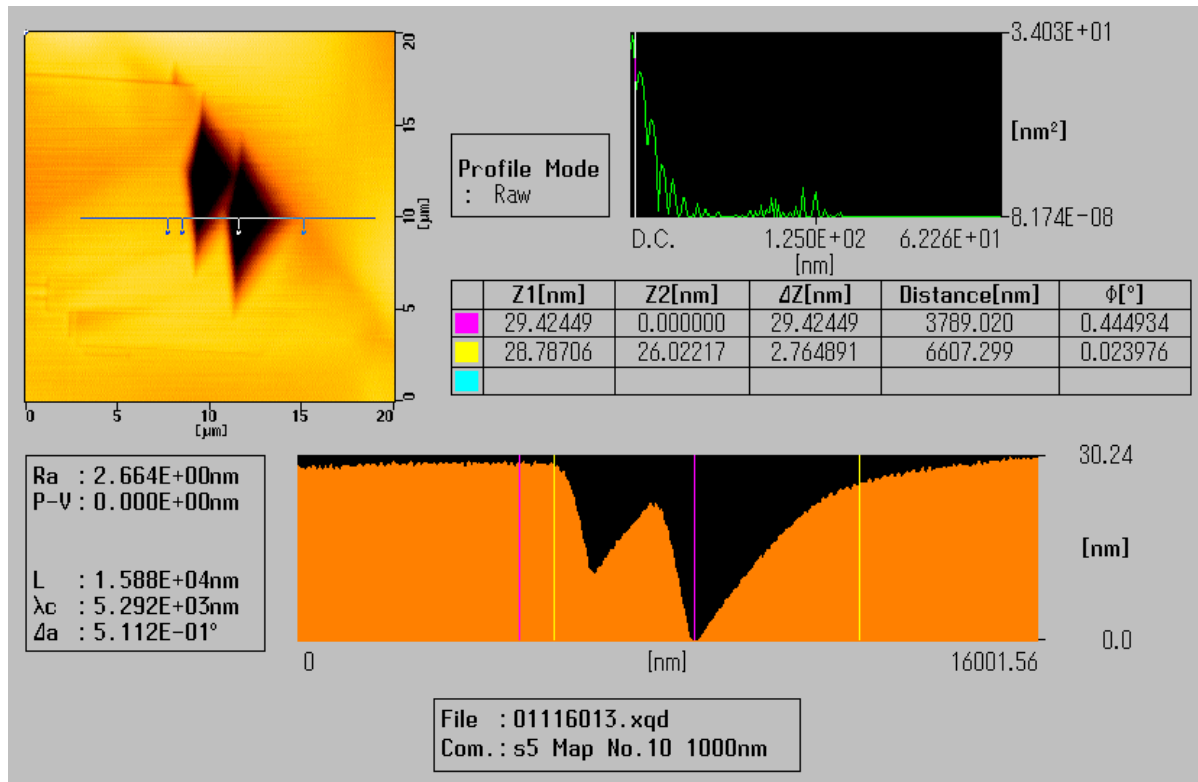 20
15
10
[µm]
5
0
0 5 10 15 20
[µm]
Profile Mode
: Raw
3.403E+01
[nm²]
8.174E-08
D.C. 1.250E+02 6.226E+01
[nm]
Z1[nm] Z2[nm] ΔZ[nm] Distance[nm] ϕ[°]
29.42449 0.000000 29.42449 3789.020 0.444934
28.78706 26.02217 2.764891 6607.299 0.023976
Ra : 2.664E+00nm
P-V : 0.000E+00nm
L : 1.588E+04nm
λc : 5.292E+03nm
Δa : 5.112E-01°
30.24
[nm]
0.0
0 [nm] 16001.56
File : 01116013.xqd
Com. : s5 Map No.10 1000nm